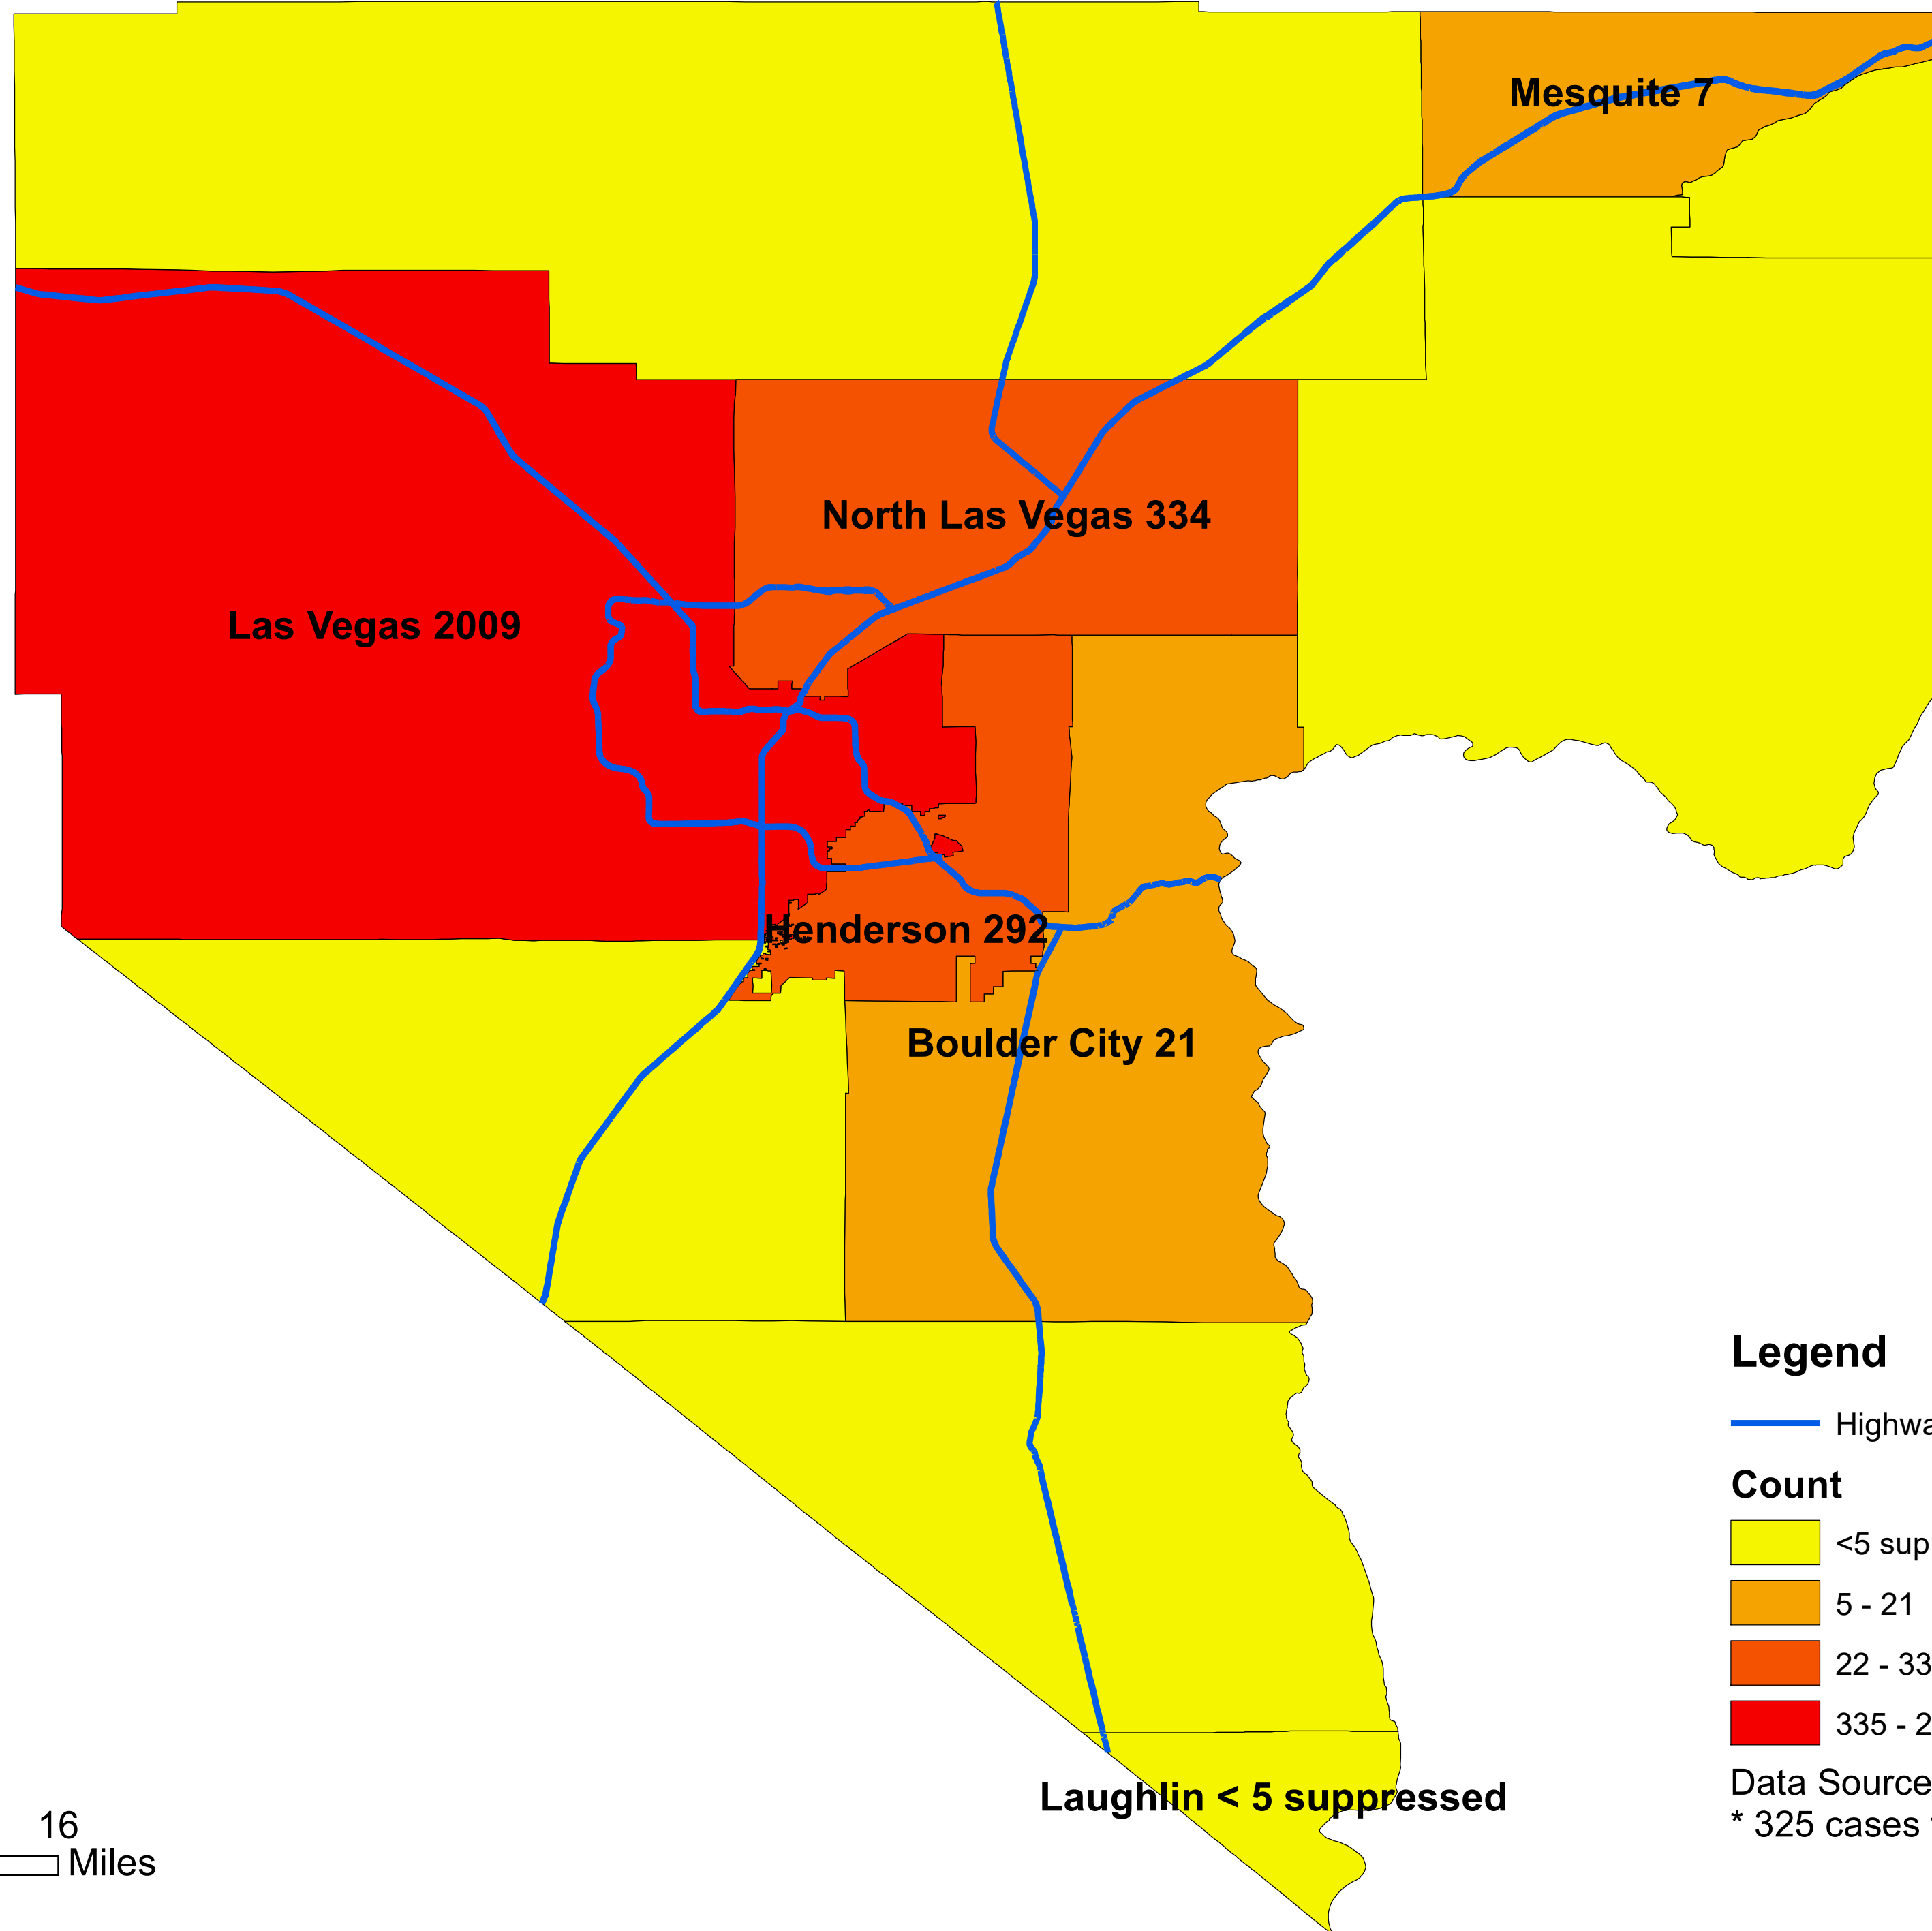 Mesquite 7
North Las Vegas 334
Las Vegas 2009
Henderson 292
Boulder City 21
Legend
Count
5 - 21
22 - 33
335 - 2
Data Source
* 325 cases
<5 sup
Highwa
Laughlin < 5 suppressed
16
Miles